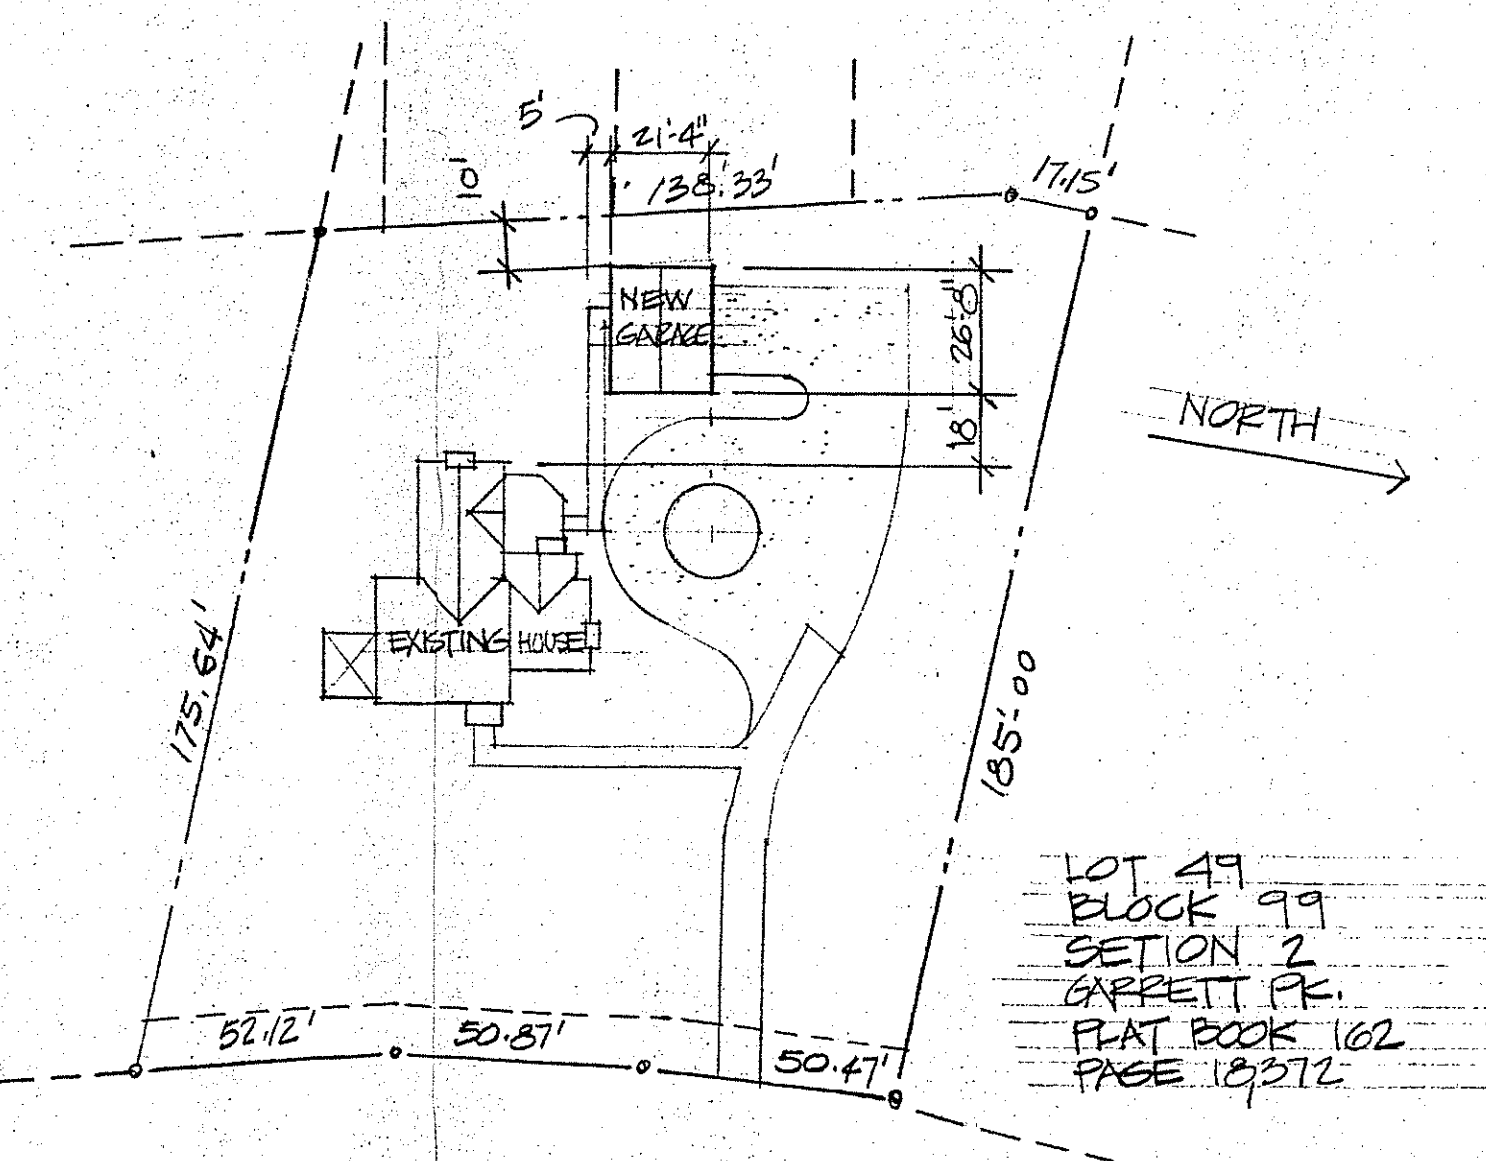 5'
21'-4"
10'
138.33'
17.15'
NEW
GARAGE
26'-8"
18'
NORTH
EXISTING HOUSE
175.64'
185'-00
52.12'
50.87'
50.47'
LOT 49
BLOCK 99
SETION 2
GARRETT PK.
PLAT BOOK 162
PAGE 18,372